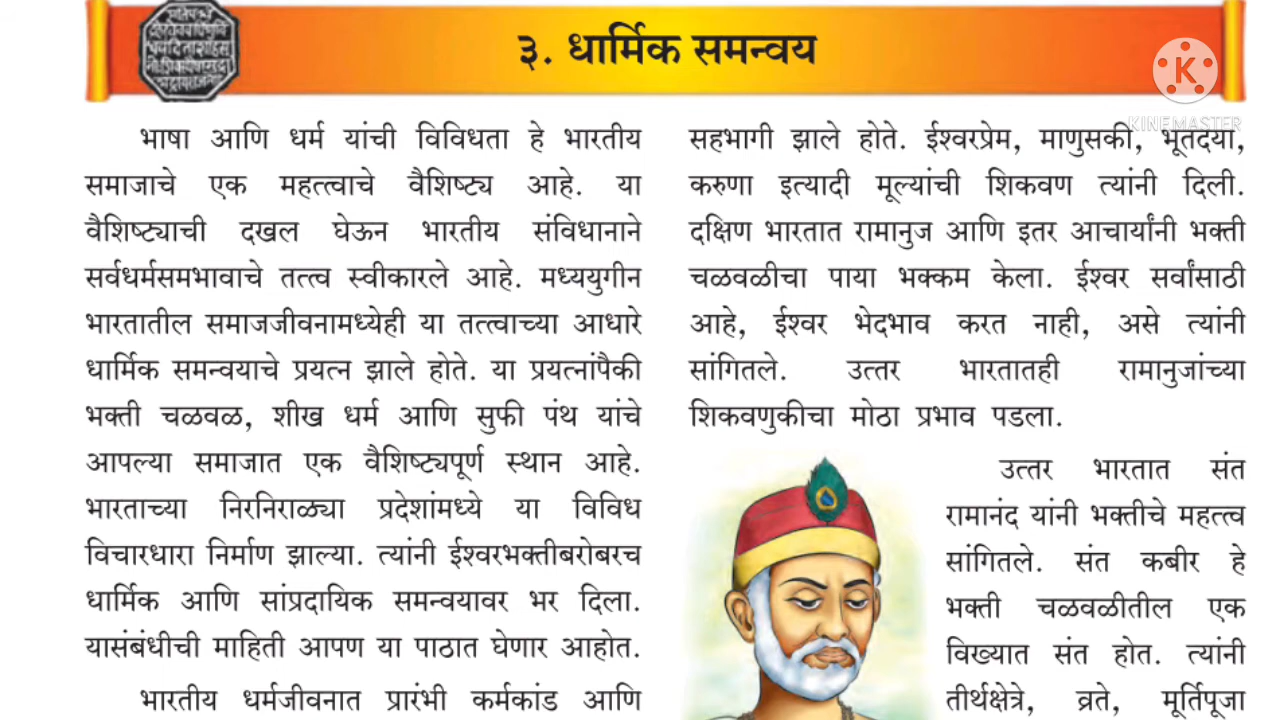 ३. धार्मिक समन्वय
भाषा आणि धर्म यांची विविधता हे भारतीय
समाजाचे एक महत्त्वाचे वैशिष्ट्य आहे. या
वैशिष्ट्याची दखल घेऊन भारतीय संविधानाने
सर्वधर्मसमभावाचे तत्त्व स्वीकारले आहे. मध्ययुगीन
भारतातील समाजजीवनामध्येही या तत्त्वाच्या आधारे
धार्मिक समन्वयाचे प्रयत्न झाले होते. या प्रयत्नांपैकी
भक्ती चळवळ, शीख धर्म आणि सुफी पंथ यांचे
आपल्या समाजात एक वैशिष्ट्यपूर्ण स्थान आहे.
भारताच्या निरनिराळ्या प्रदेशांमध्ये या विविध
विचारधारा निर्माण झाल्या. त्यांनी ईश्वरभक्तीबरोबरच
धार्मिक आणि सांप्रदायिक समन्वयावर भर दिला.
यासंबंधीची माहिती आपण या पाठात घेणार आहोत.
भारतीय धर्मजीवनात प्रारंभी कर्मकांड आणि
सहभागी झाले होते. ईश्वरप्रेम, माणुसकी, भूतदया,
करुणा इत्यादी मूल्यांची शिकवण त्यांनी दिली.
दक्षिण भारतात रामानुज आणि इतर आचार्यांनी भक्ती
चळवळीचा पाया भक्कम केला. ईश्वर सर्वांसाठी
आहे, ईश्वर भेदभाव करत नाही, असे त्यांनी
सांगितले. उत्तर भारतातही रामानुजांच्या
शिकवणुकीचा मोठा प्रभाव पडला.
उत्तर भारतात संत
रामानंद यांनी भक्तीचे महत्त्व
सांगितले. संत कबीर हे
भक्ती चळवळीतील एक
विख्यात संत होत. त्यांनी
तीर्थक्षेत्रे, व्रते, मूर्तिपूजा
K
KINEMASTER